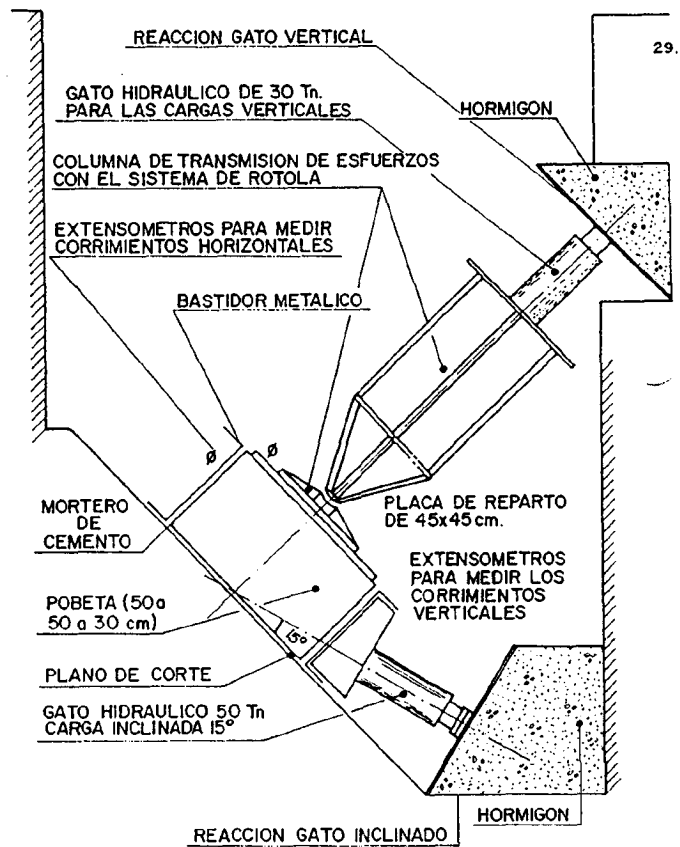 REACCION GATO VERTICAL
29.
GATO HIDRAULICO DE 30 Tn.
PARA LAS CARGAS VERTICALES
HORMIGON
COLUMNA DE TRANSMISION DE ESFUERZOS
CON EL SISTEMA DE ROTOLA
EXTENSOMETROS PARA MEDIR
CORRIMIENTOS HORIZONTALES
BASTIDOR METALICO
Ø
Ø
MORTERO
DE
CEMENTO
PLACA DE REPARTO
DE 45x45 cm.
EXTENSOMETROS
PARA MEDIR LOS
CORRIMIENTOS
VERTICALES
POBETA (50 a
50 a 30 cm)
15º
PLANO DE CORTE
GATO HIDRAULICO 50 Tn
CARGA INCLINADA 15º
HORMIGON
REACCION GATO INCLINADO